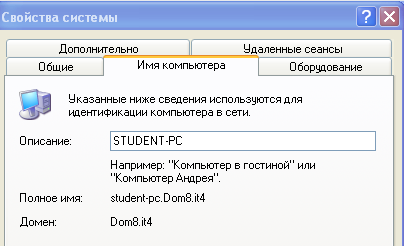 Свойства системы
Дополнительно Удаленные сеансы
Общие Имя компьютера Оборудование
Указанные ниже сведения используются для
идентификации компьютера в сети.
Описание: STUDENT-PC
Например: "Компьютер в гостиной" или
"Компьютер Андрея".
Полное имя: student-pc.Dom8.it4
Домен: Dom8.it4